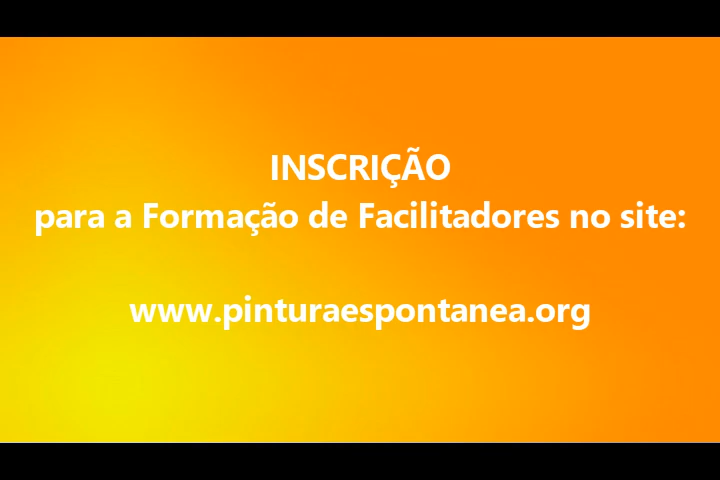 INSCRIÇÃO
para a Formação de Facilitadores no site:
www.pinturaespontanea.org